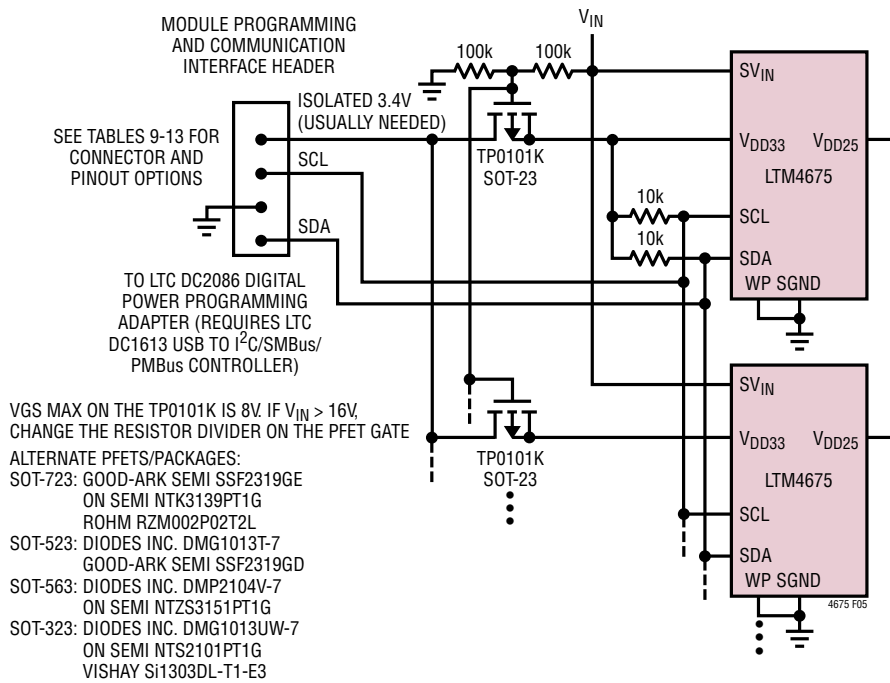 MODULE PROGRAMMING
AND COMMUNICATION
INTERFACE HEADER
V_IN
100k
100k
ISOLATED 3.4V
(USUALLY NEEDED)
SEE TABLES 9-13 FOR
CONNECTOR AND
PINOUT OPTIONS
SCL
SDA
TP0101K
SOT-23
10k
10k
SV_IN
V_DD33
V_DD25
LTM4675
SCL
SDA
WP SGND
TO LTC DC2086 DIGITAL
POWER PROGRAMMING
ADAPTER (REQUIRES LTC
DC1613 USB TO I²C/SMBus/
PMBus CONTROLLER)
VGS MAX ON THE TP0101K IS 8V. IF V_IN > 16V,
CHANGE THE RESISTOR DIVIDER ON THE PFET GATE
ALTERNATE PFETS/PACKAGES:
SOT-723: GOOD-ARK SEMI SSF2319GE
ON SEMI NTK3139PT1G
ROHM RZM002P02T2L
SOT-523: DIODES INC. DMG1013T-7
GOOD-ARK SEMI SSF2319GD
SOT-563: DIODES INC. DMP2104V-7
ON SEMI NTZS3151PT1G
SOT-323: DIODES INC. DMG1013UW-7
ON SEMI NTS2101PT1G
VISHAY Si1303DL-T1-E3
TP0101K
SOT-23
SV_IN
V_DD33
V_DD25
LTM4675
SCL
SDA
WP SGND
4675 F05